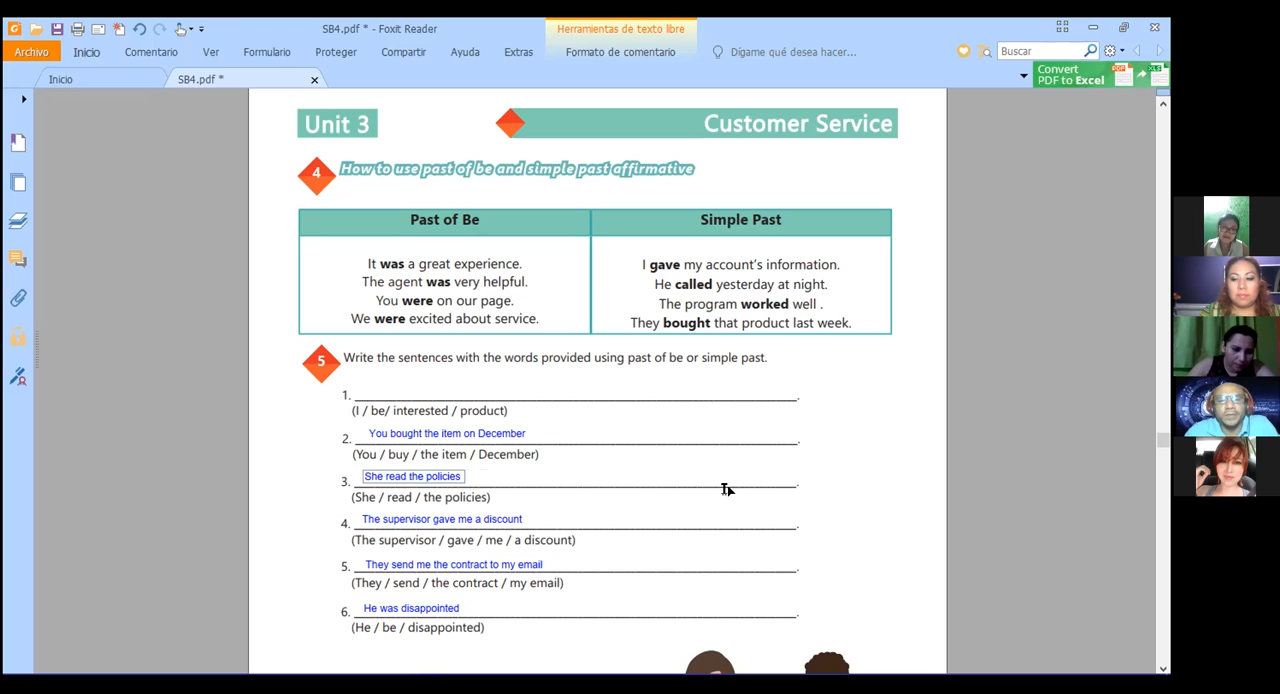 SB4.pdf * - Foxit Reader
Herramientas de texto libre
Archivo Inicio Comentario Ver Formulario Proteger Compartir Ayuda Extras Formato de comentario Dígame qué desea hacer... Buscar
Inicio SB4.pdf *
Convert
PDF to Excel
Unit 3 Customer Service
4 How to use past of be and simple past affirmative
Past of Be Simple Past
It was a great experience. I gave my account's information.
The agent was very helpful. He called yesterday at night.
You were on our page. The program worked well .
We were excited about service. They bought that product last week.
5 Write the sentences with the words provided using past of be or simple past.
1. ______________________________.
(I / be/ interested / product)
2. You bought the item on December.
(You / buy / the item / December)
3. She read the policies.
(She / read / the policies)
4. The supervisor gave me a discount.
(The supervisor / gave / me / a discount)
5. They send me the contract to my email.
(They / send / the contract / my email)
6. He was disappointed.
(He / be / disappointed)